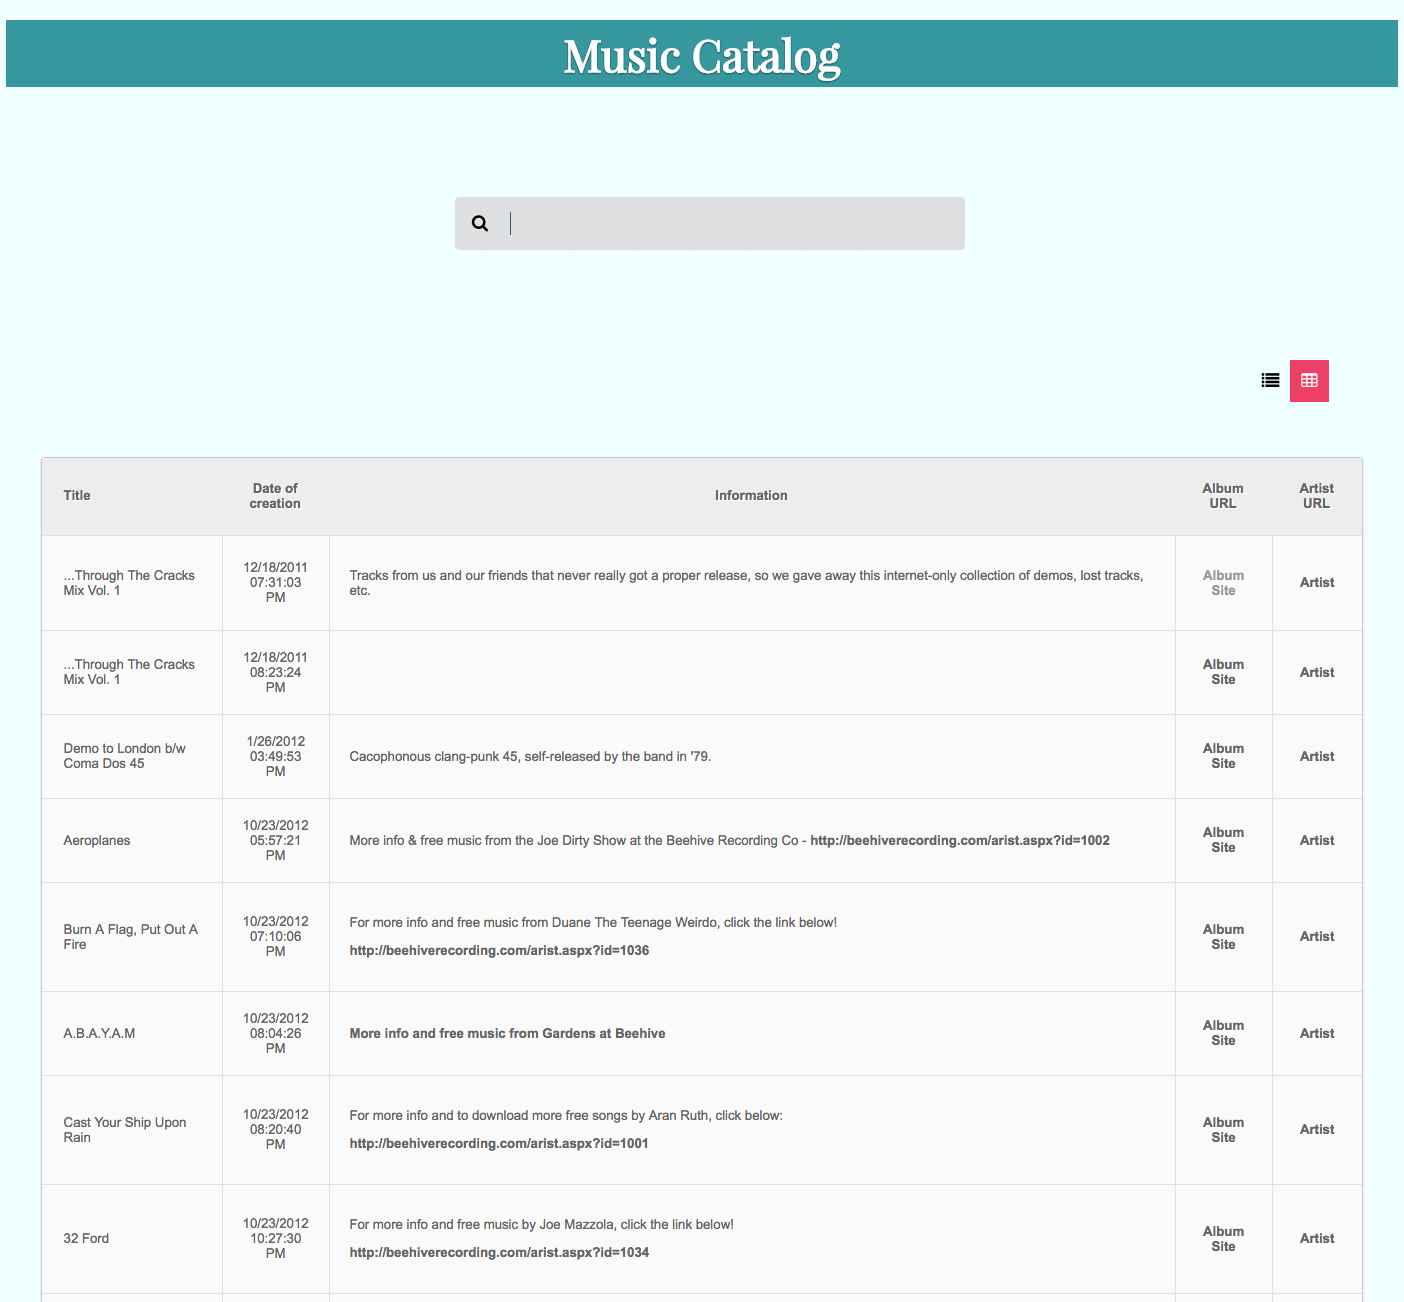 Music Catalog
Title
Date of
creation
Information
Album
URL
Artist
URL
...Through The Cracks
Mix Vol. 1
12/18/2011
07:31:03
PM
Tracks from us and our friends that never really got a proper release, so we gave away this internet-only collection of demos, lost tracks,
etc.
Album
Site
Artist
...Through The Cracks
Mix Vol. 1
12/18/2011
08:23:24
PM
Album
Site
Artist
Demo to London b/w
Coma Dos 45
1/26/2012
03:49:53
PM
Cacophonous clang-punk 45, self-released by the band in '79.
Album
Site
Artist
Aeroplanes
10/23/2012
05:57:21
PM
More info & free music from the Joe Dirty Show at the Beehive Recording Co - http://beehiverecording.com/arist.aspx?id=1002
Album
Site
Artist
Burn A Flag, Put Out A
Fire
10/23/2012
07:10:06
PM
For more info and free music from Duane The Teenage Weirdo, click the link below!
http://beehiverecording.com/arist.aspx?id=1036
Album
Site
Artist
A.B.A.Y.A.M
10/23/2012
08:04:26
PM
More info and free music from Gardens at Beehive
Album
Site
Artist
Cast Your Ship Upon
Rain
10/23/2012
08:20:40
PM
For more info and to download more free songs by Aran Ruth, click below:
http://beehiverecording.com/arist.aspx?id=1001
Album
Site
Artist
32 Ford
10/23/2012
10:27:30
PM
For more info and free music by Joe Mazzola, click the link below!
http://beehiverecording.com/arist.aspx?id=1034
Album
Site
Artist